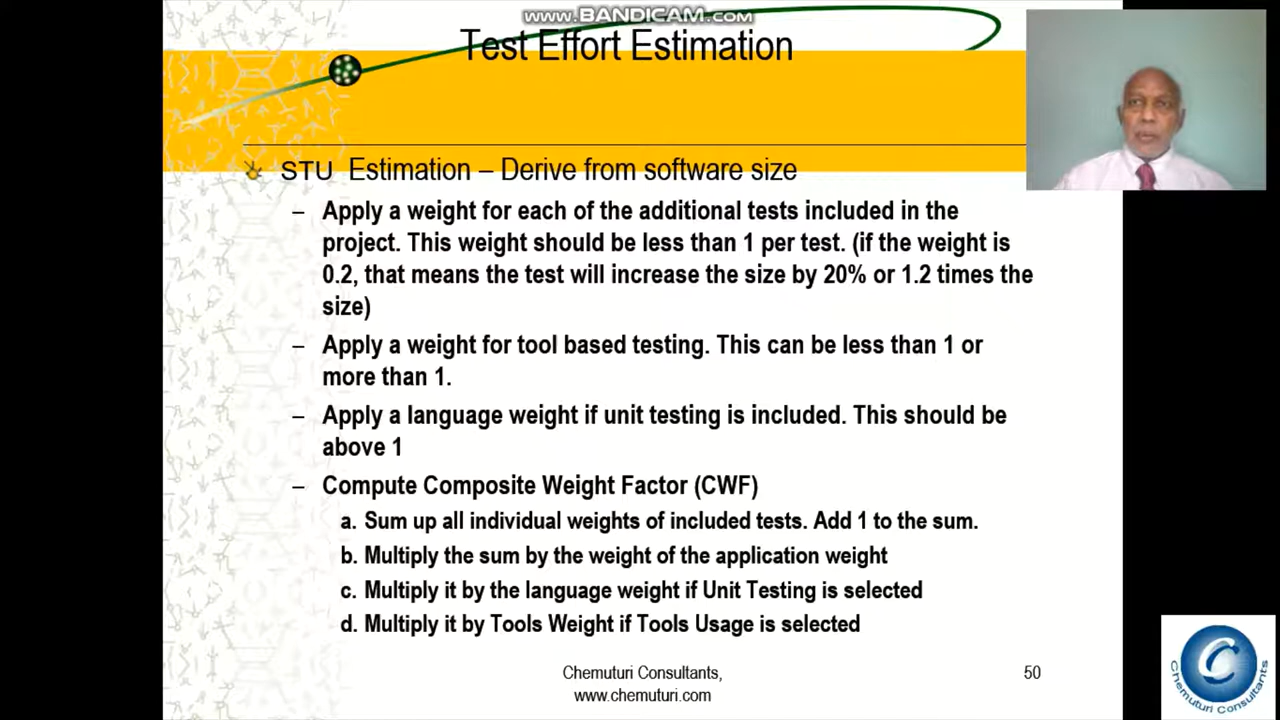 www.BANDICAM.com
Test Effort Estimation
STU Estimation – Derive from software size
– Apply a weight for each of the additional tests included in the
project. This weight should be less than 1 per test. (if the weight is
0.2, that means the test will increase the size by 20% or 1.2 times the
size)
– Apply a weight for tool based testing. This can be less than 1 or
more than 1.
– Apply a language weight if unit testing is included. This should be
above 1
– Compute Composite Weight Factor (CWF)
a. Sum up all individual weights of included tests. Add 1 to the sum.
b. Multiply the sum by the weight of the application weight
c. Multiply it by the language weight if Unit Testing is selected
d. Multiply it by Tools Weight if Tools Usage is selected
Chemuturi Consultants,
www.chemuturi.com
50
C
Chemuturi Consultants